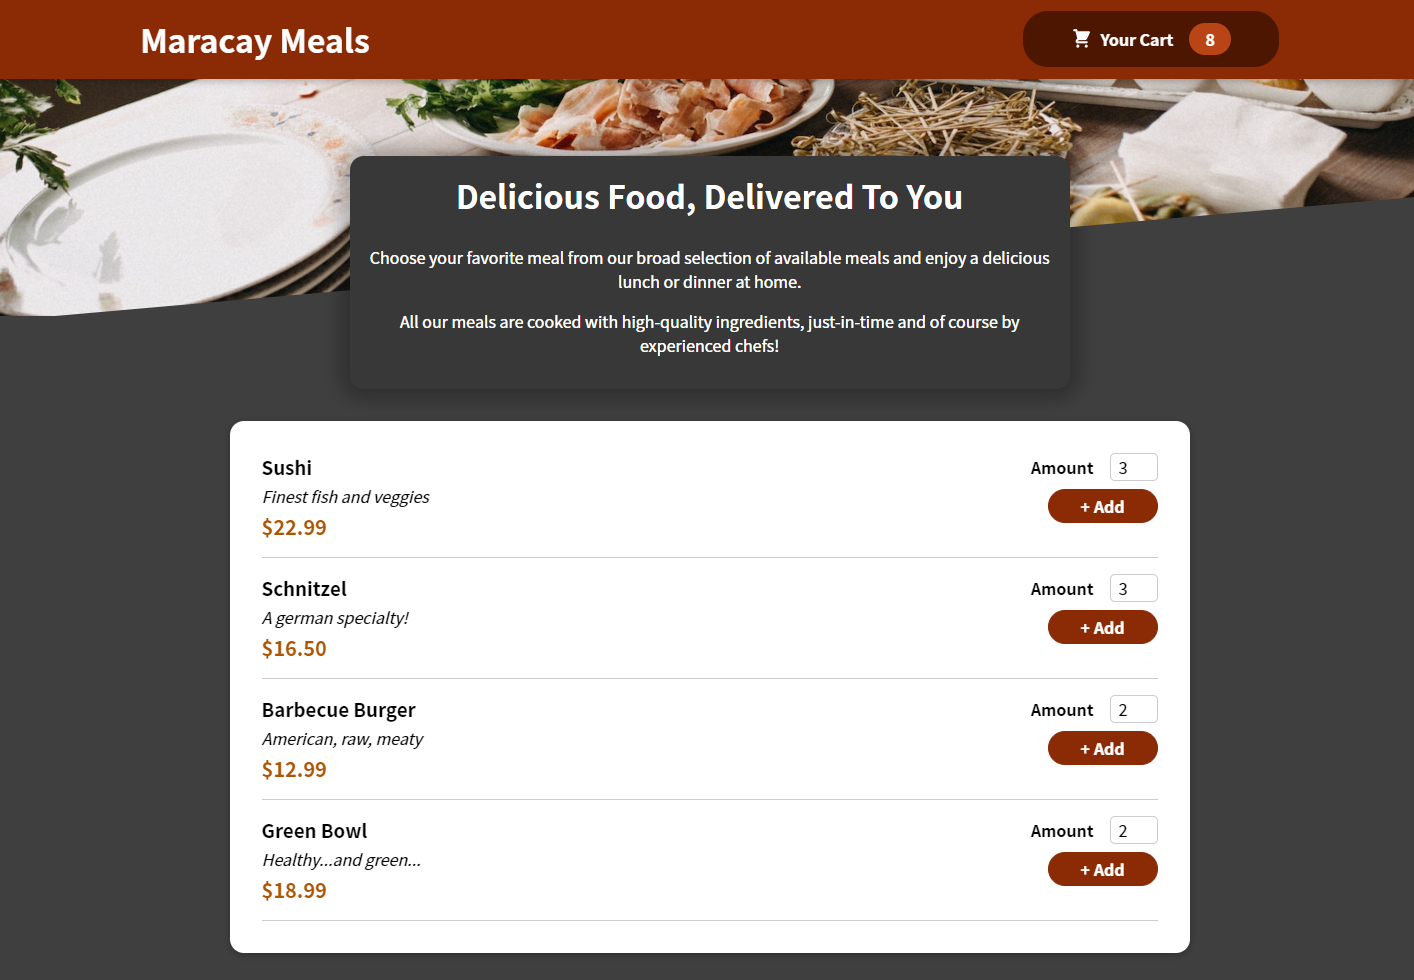 Maracay Meals
Your Cart 8
Delicious Food, Delivered To You
Choose your favorite meal from our broad selection of available meals and enjoy a delicious
lunch or dinner at home.
All our meals are cooked with high-quality ingredients, just-in-time and of course by
experienced chefs!
Sushi
Finest fish and veggies
$22.99
Amount 3
+ Add
Schnitzel
A german specialty!
$16.50
Amount 3
+ Add
Barbecue Burger
American, raw, meaty
$12.99
Amount 2
+ Add
Green Bowl
Healthy...and green...
$18.99
Amount 2
+ Add